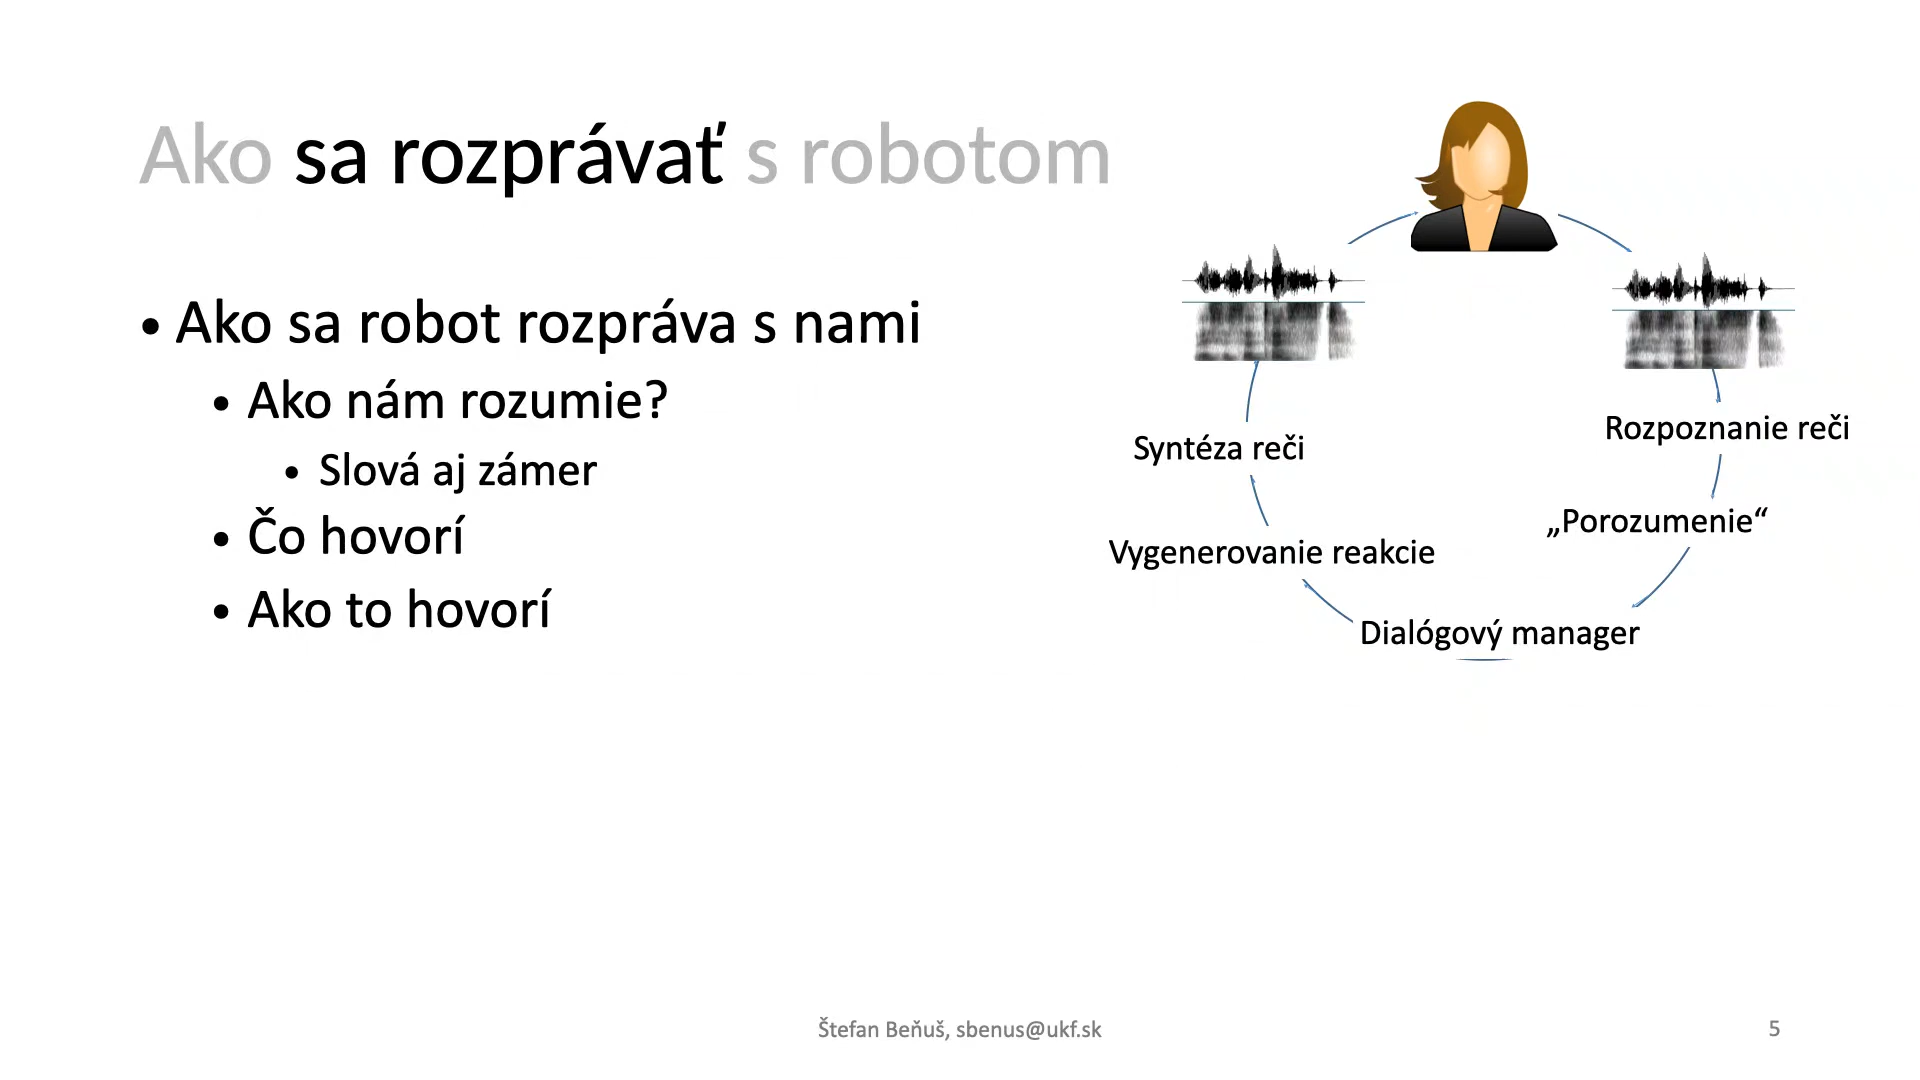 Ako sa rozprávať s robotom
• Ako sa robot rozpráva s nami
• Ako nám rozumie?
• Slová aj zámer
• Čo hovorí
• Ako to hovorí
Rozpoznanie reči
„Porozumenie“
Dialógový manager
Vygenerovanie reakcie
Syntéza reči
Štefan Beňuš, sbenus@ukf.sk
5